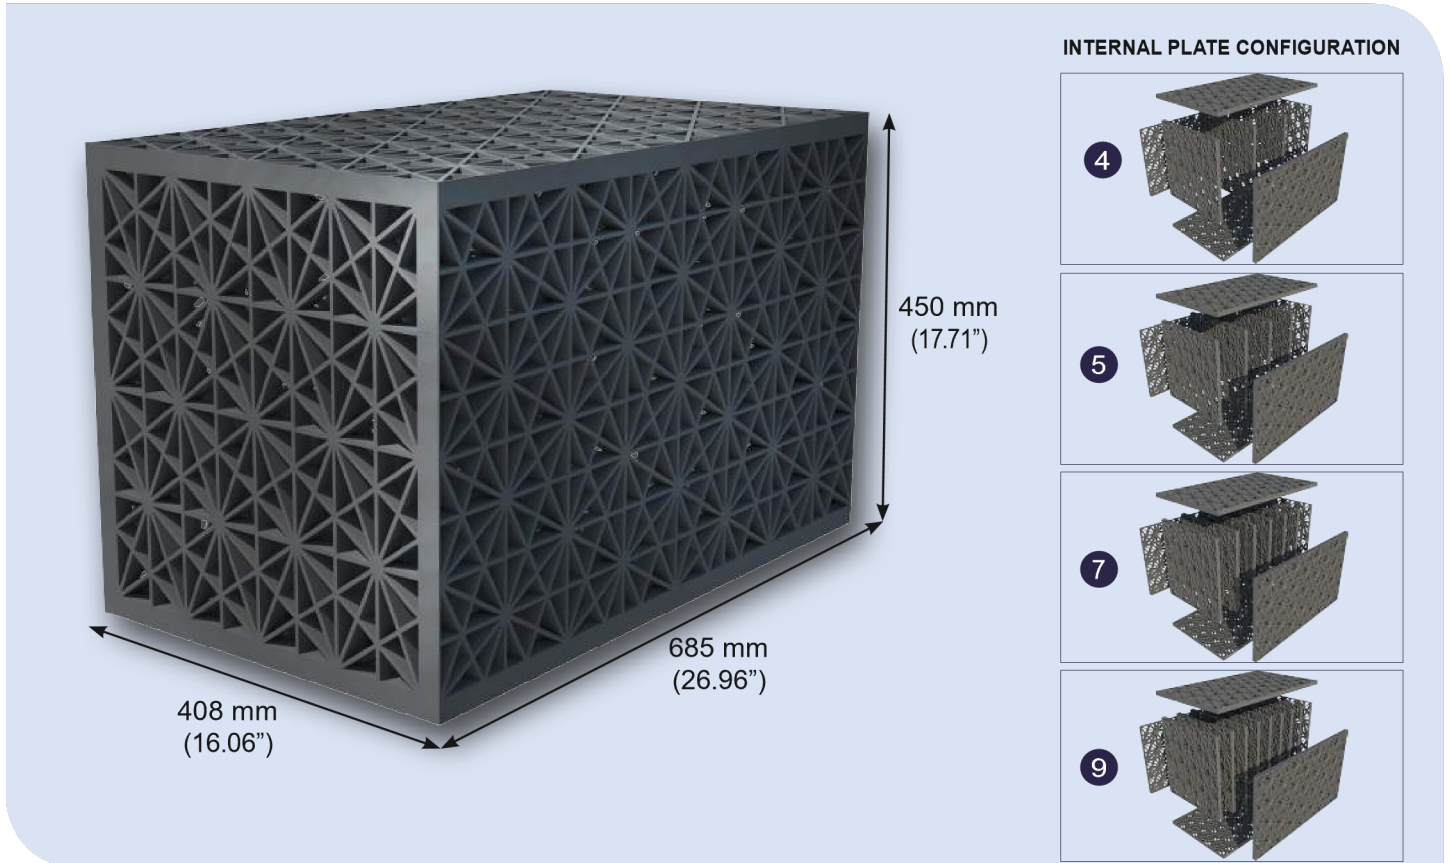 INTERNAL PLATE CONFIGURATION
4
450 mm
(17.71”)
5
7
685 mm
(26.96”)
408 mm
(16.06”)
9